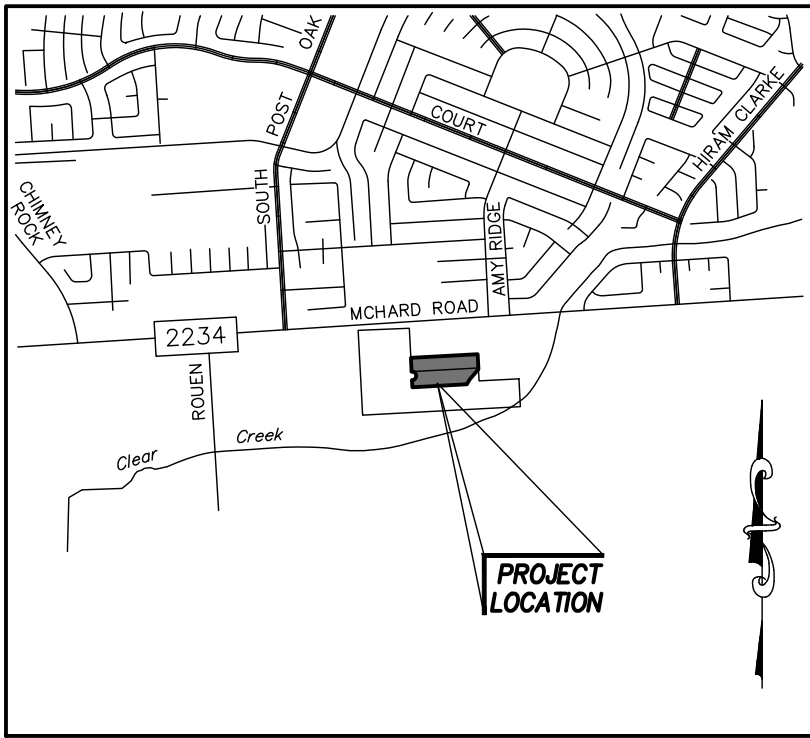 OAK
POST
SOUTH
COURT
HIRAM CLARKE
CHIMNEY
ROCK
AMY RIDGE
MCHARD ROAD
2234
ROUEN
Clear Creek
PROJECT
LOCATION